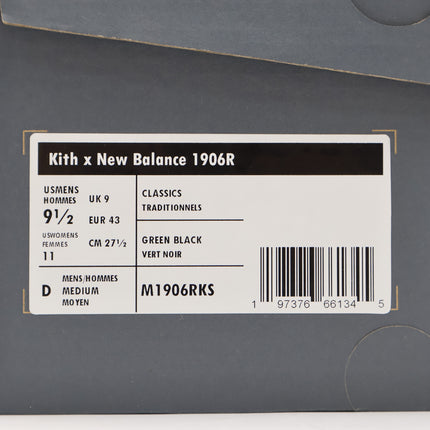 Kith x New Balance 1906R
USMENS
HOMMES
9½
UK 9
EUR 43
USWOMENS
FEMMES
11
CM 27½
CLASSICS
TRADITIONNELS
GREEN BLACK
VERT NOIR
D
MENS/HOMMES
MEDIUM
MOYEN
M1906RKS
1 97376 66134 5